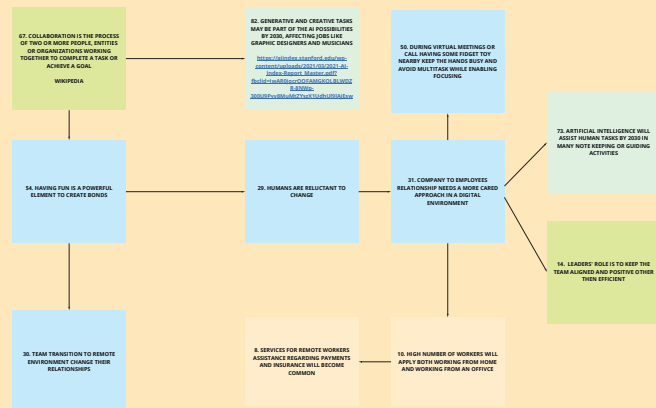 67. COLLABORATION IS THE PROCESS
OF TWO OR MORE PEOPLE, ENTITIES
OR ORGANIZATIONS WORKING
TOGETHER TO COMPLETE A TASK OR
ACHIEVE A GOAL
WIKIPEDIA
82. GENERATIVE AND CREATIVE TASKS
MAY BE PART OF THE AI POSSIBILITIES
BY 2030, AFFECTING JOBS LIKE
GRAPHIC DESIGNERS AND MUSICIANS
https://aiindex.stanford.edu/wp-
content/uploads/2021/03/2021-AI-
Index-Report_Master.pdf?
50. DURING VIRTUAL MEETINGS OR
CALL HAVING SOME FIDGET TOY
NEARBY KEEP THE HANDS BUSY AND
AVOID MULTITASK WHILE ENABLING
FOCUSING
73. ARTIFICIAL INTELLIGENCE WILL
ASSIST HUMAN TASKS BY 2030 IN
MANY NOTE KEEPING OR GUIDING
ACTIVITIES
54. HAVING FUN IS A POWERFUL
ELEMENT TO CREATE BONDS
29. HUMANS ARE RELUCTANT TO
CHANGE
31. COMPANY TO EMPLOYEES
RELATIONSHIP NEEDS A MORE CARED
APPROACH IN A DIGITAL
ENVIRONMENT
14. LEADERS' ROLE IS TO KEEP THE
TEAM ALIGNED AND POSITIVE OTHER
THEN EFFICIENT
30. TEAM TRANSITION TO REMOTE
ENVIRONMENT CHANGE THEIR
RELATIONSHIPS
8. SERVICES FOR REMOTE WORKERS
ASSISTANCE REGARDING PAYMENTS
AND INSURANCE WILL BECOME
COMMON
10. HIGH NUMBER OF WORKERS WILL
APPLY BOTH WORKING FROM HOME
AND WORKING FROM AN OFFIVCE